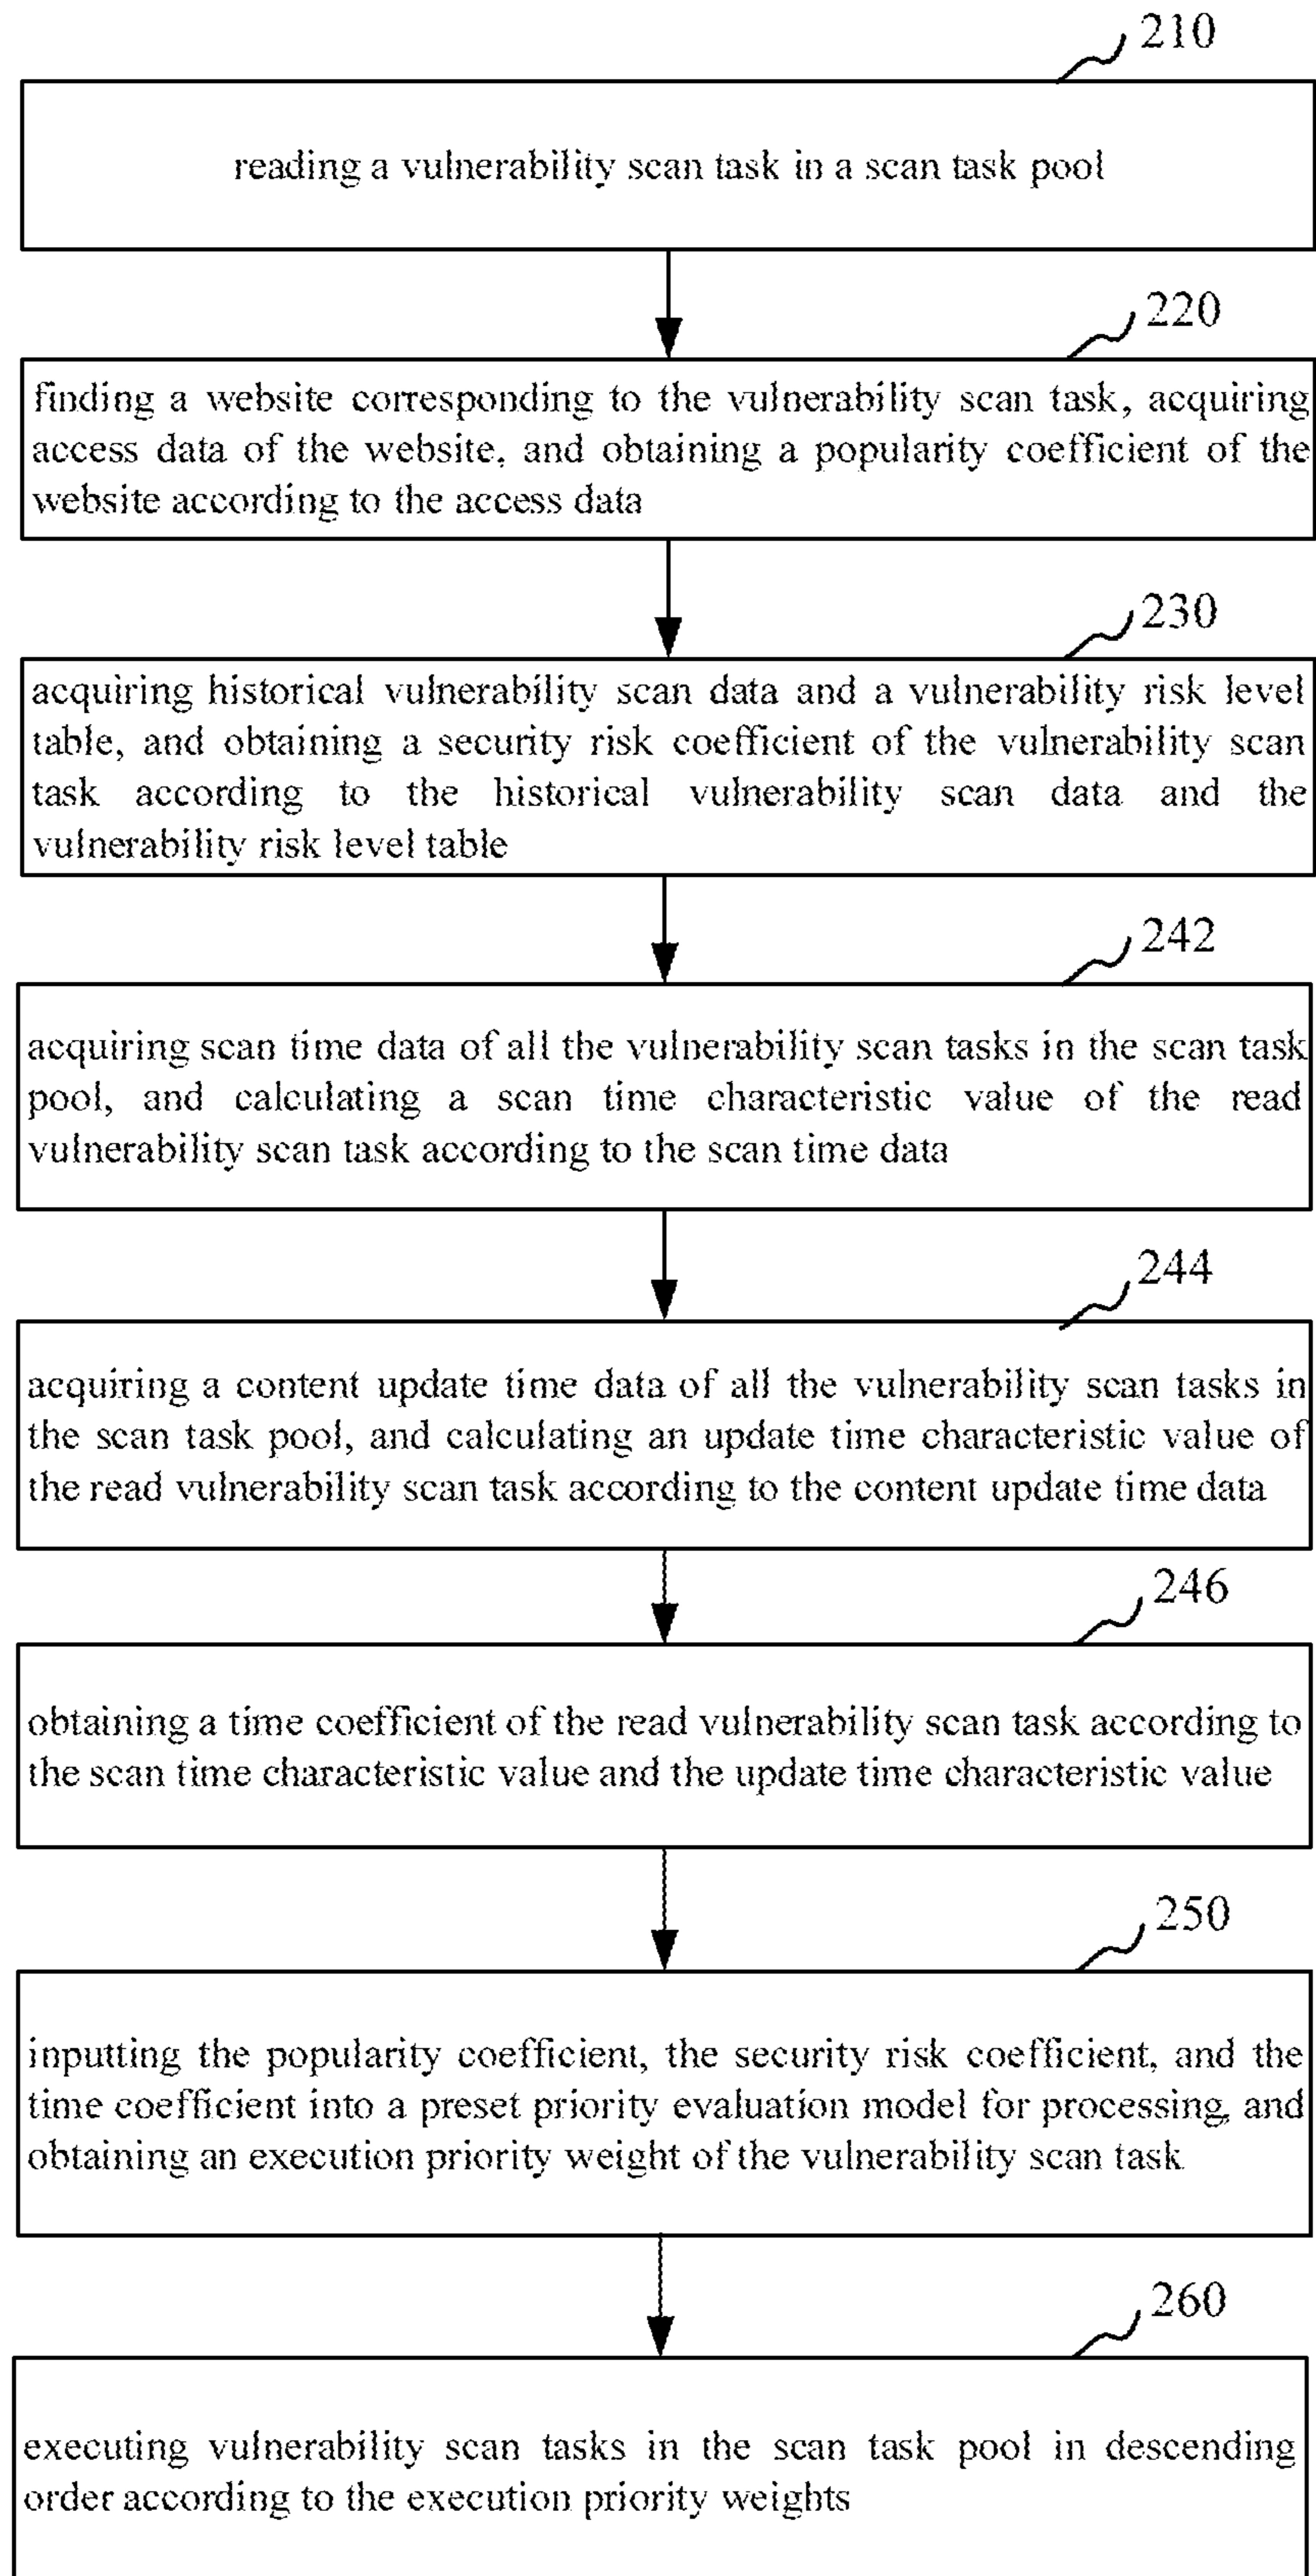 210
reading a vulnerability scan task in a scan task pool
220
finding a website corresponding to the vulnerability scan task, acquiring
access data of the website, and obtaining a popularity coefficient of the
website according to the access data
230
acquiring historical vulnerability scan data and a vulnerability risk level
table, and obtaining a security risk coefficient of the vulnerability scan
task according to the historical vulnerability scan data and the
vulnerability risk level table
242
acquiring scan time data of all the vulnerability scan tasks in the scan task
pool, and calculating a scan time characteristic value of the read
vulnerability scan task according to the scan time data
244
acquiring a content update time data of all the vulnerability scan tasks in
the scan task pool, and calculating an update time characteristic value of
the read vulnerability scan task according to the content update time data
246
obtaining a time coefficient of the read vulnerability scan task according to
the scan time characteristic value and the update time characteristic value
250
inputting the popularity coefficient, the security risk coefficient, and the
time coefficient into a preset priority evaluation model for processing, and
obtaining an execution priority weight of the vulnerability scan task
260
executing vulnerability scan tasks in the scan task pool in descending
order according to the execution priority weights